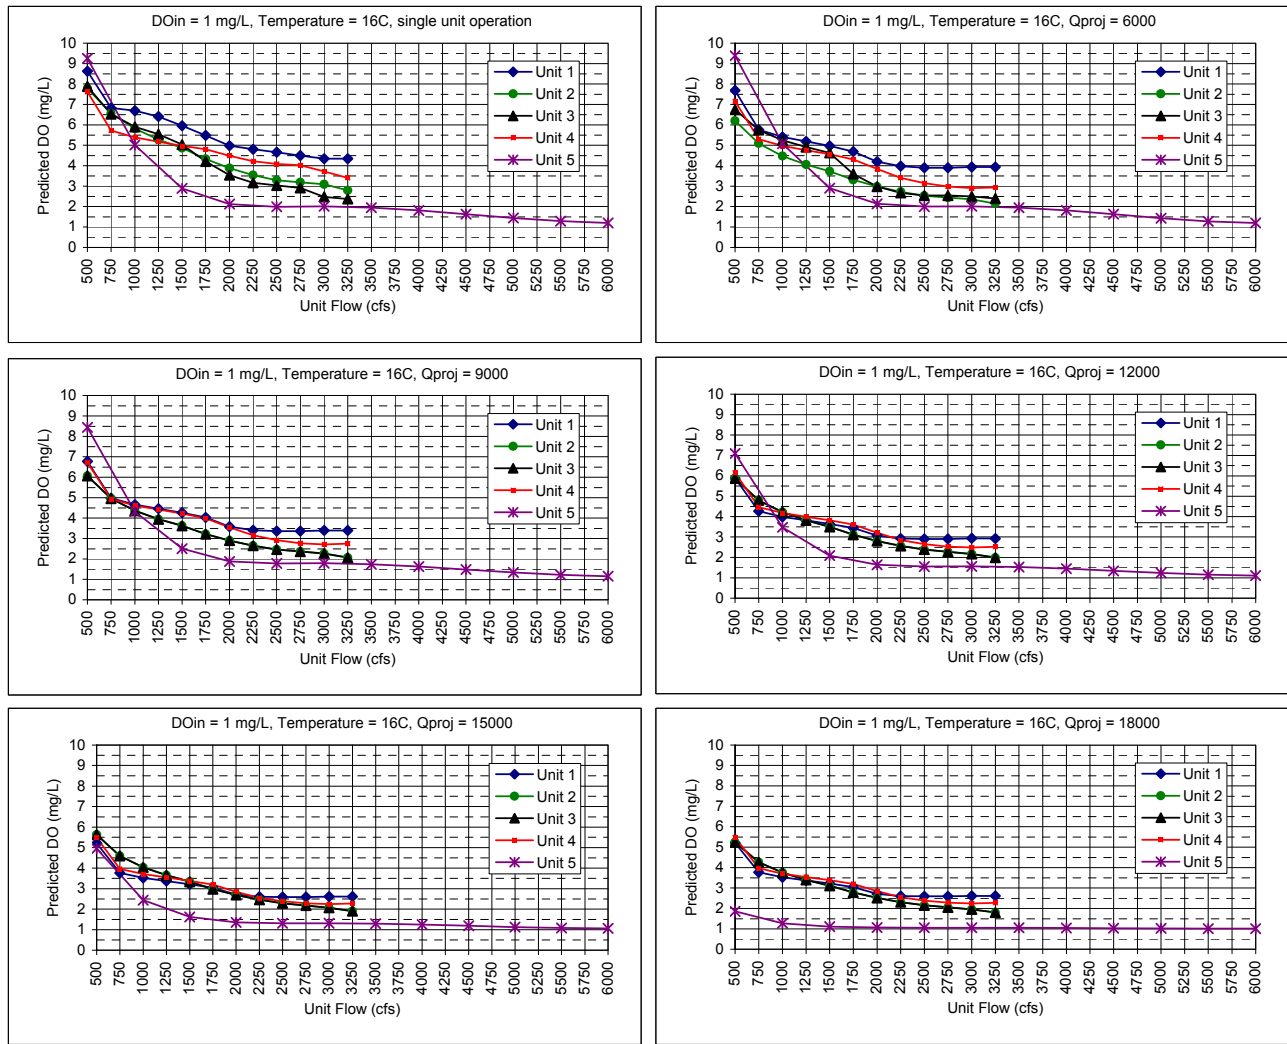 DOin = 1 mg/L, Temperature = 16C, single unit operation
Predicted DO (mg/L)
10
9
8
7
6
5
4
3
2
1
0
Unit 1
Unit 2
Unit 3
Unit 4
Unit 5
500 750 1000 1250 1500 1750 2000 2250 2500 2750 3000 3250 3500 3750 4000 4250 4500 4750 5000 5250 5500 5750 6000
Unit Flow (cfs)
DOin = 1 mg/L, Temperature = 16C, Qproj = 6000
Predicted DO (mg/L)
10
9
8
7
6
5
4
3
2
1
0
Unit 1
Unit 2
Unit 3
Unit 4
Unit 5
500 750 1000 1250 1500 1750 2000 2250 2500 2750 3000 3250 3500 3750 4000 4250 4500 4750 5000 5250 5500 5750 6000
Unit Flow (cfs)
DOin = 1 mg/L, Temperature = 16C, Qproj = 9000
Predicted DO (mg/L)
10
9
8
7
6
5
4
3
2
1
0
Unit 1
Unit 2
Unit 3
Unit 4
Unit 5
500 750 1000 1250 1500 1750 2000 2250 2500 2750 3000 3250 3500 3750 4000 4250 4500 4750 5000 5250 5500 5750 6000
Unit Flow (cfs)
DOin = 1 mg/L, Temperature = 16C, Qproj = 12000
Predicted DO (mg/L)
10
9
8
7
6
5
4
3
2
1
0
Unit 1
Unit 2
Unit 3
Unit 4
Unit 5
500 750 1000 1250 1500 1750 2000 2250 2500 2750 3000 3250 3500 3750 4000 4250 4500 4750 5000 5250 5500 5750 6000
Unit Flow (cfs)
DOin = 1 mg/L, Temperature = 16C, Qproj = 15000
Predicted DO (mg/L)
10
9
8
7
6
5
4
3
2
1
0
Unit 1
Unit 2
Unit 3
Unit 4
Unit 5
500 750 1000 1250 1500 1750 2000 2250 2500 2750 3000 3250 3500 3750 4000 4250 4500 4750 5000 5250 5500 5750 6000
Unit Flow (cfs)
DOin = 1 mg/L, Temperature = 16C, Qproj = 18000
Predicted DO (mg/L)
10
9
8
7
6
5
4
3
2
1
0
Unit 1
Unit 2
Unit 3
Unit 4
Unit 5
500 750 1000 1250 1500 1750 2000 2250 2500 2750 3000 3250 3500 3750 4000 4250 4500 4750 5000 5250 5500 5750 6000
Unit Flow (cfs)